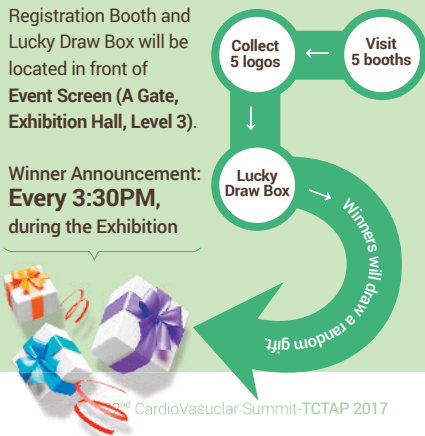 Registration Booth and
Lucky Draw Box will be
located in front of
Event Screen (A Gate,
Exhibition Hall, Level 3).
Winner Announcement:
Every 3:30PM,
during the Exhibition
Visit
5 booths
←
Collect
5 logos
↓
Lucky
Draw Box
→
Winners will draw a random gift.
nd CardioVasuclar Summit-TCTAP 2017